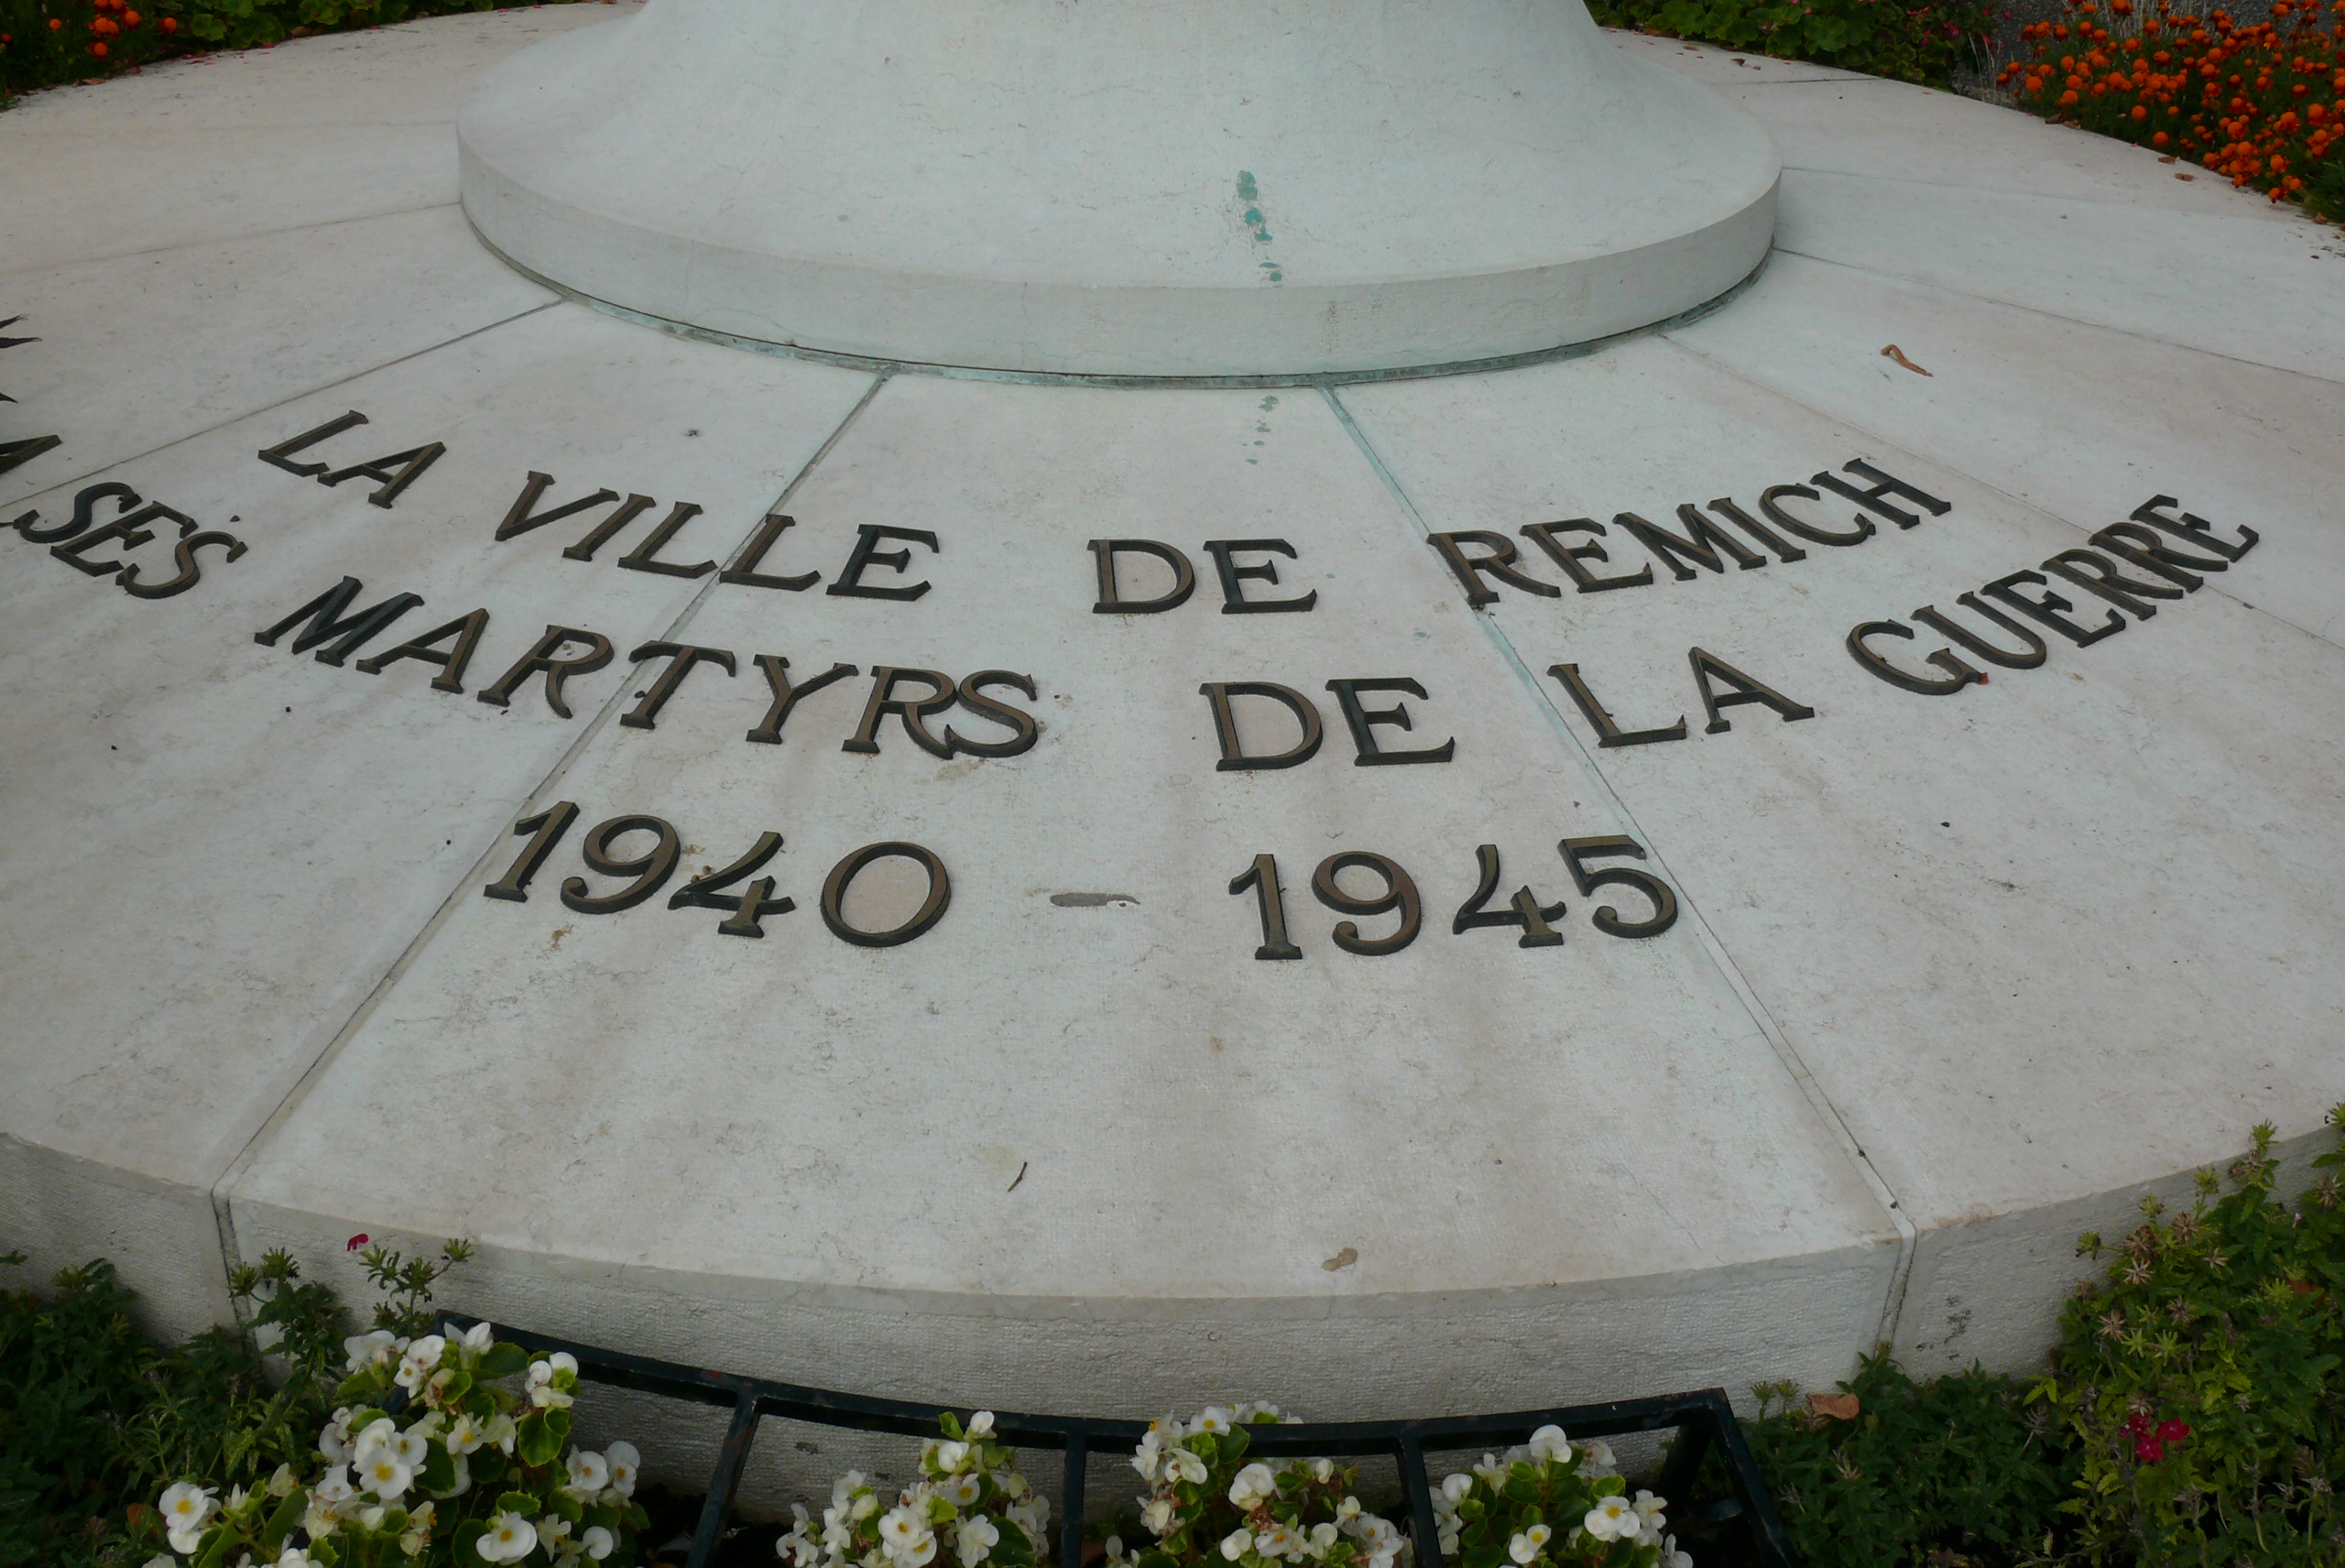 LA VILLE DE REMICH
A SES MARTYRS DE LA GUERRE
1940 - 1945